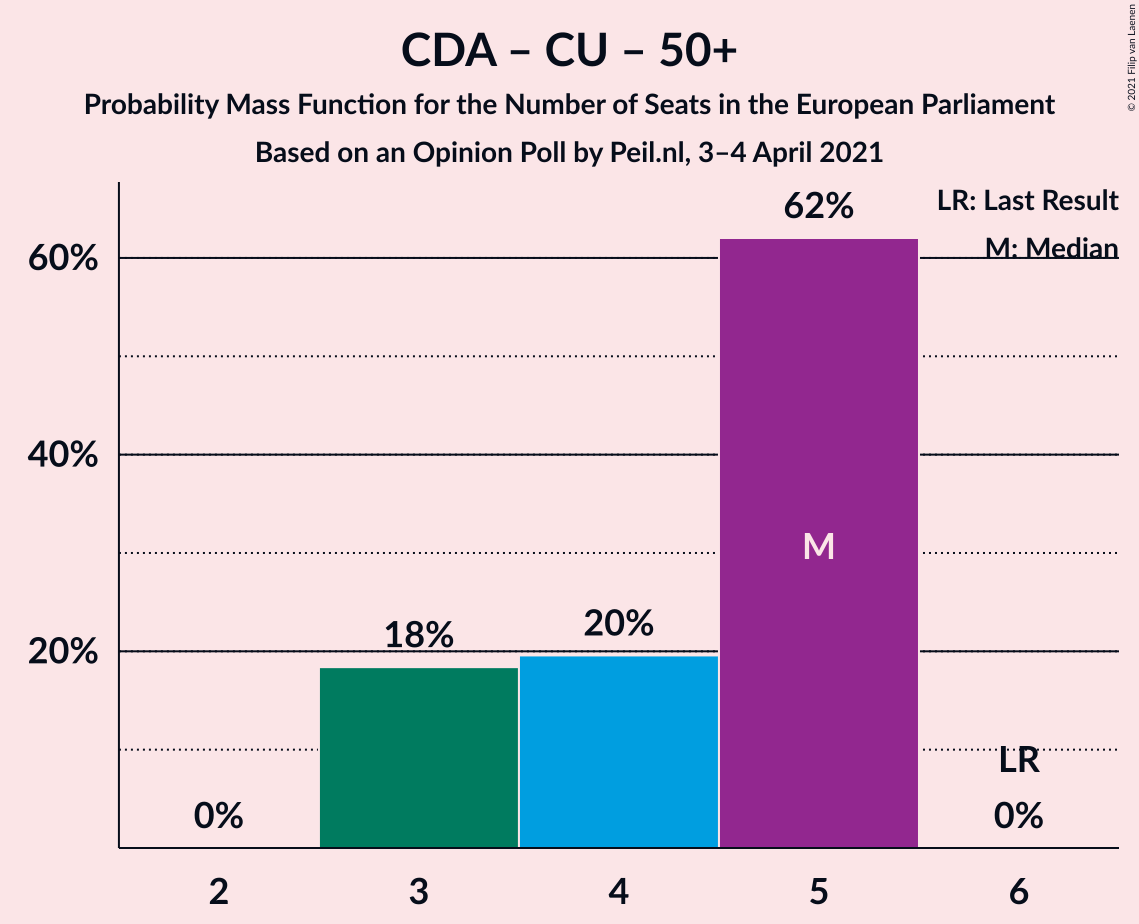 CDA – CU – 50+
Probability Mass Function for the Number of Seats in the European Parliament
Based on an Opinion Poll by Peil.nl, 3–4 April 2021
© 2021 Filip van Laenen
LR: Last Result
M: Median
60%
40%
20%
0%
18%
20%
62%
M
LR
0%
2
3
4
5
6